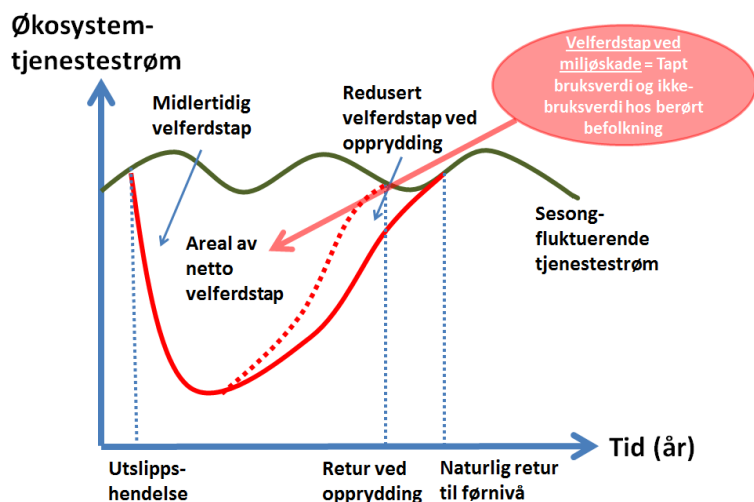 Økosystem-
tjenestestrøm
Velferdstap ved
miljøskade = Tapt
bruksverdi og ikke-
bruksverdi hos berørt
befolkning
Midlertidig
velferdstap
Redusert
velferdstap ved
opprydding
Areal av
netto
velferdstap
Sesong-
fluktuerende
tjenestestrøm
Tid (år)
Utslipps-
hendelse
Retur ved
opprydding
Naturlig retur
til førnivå